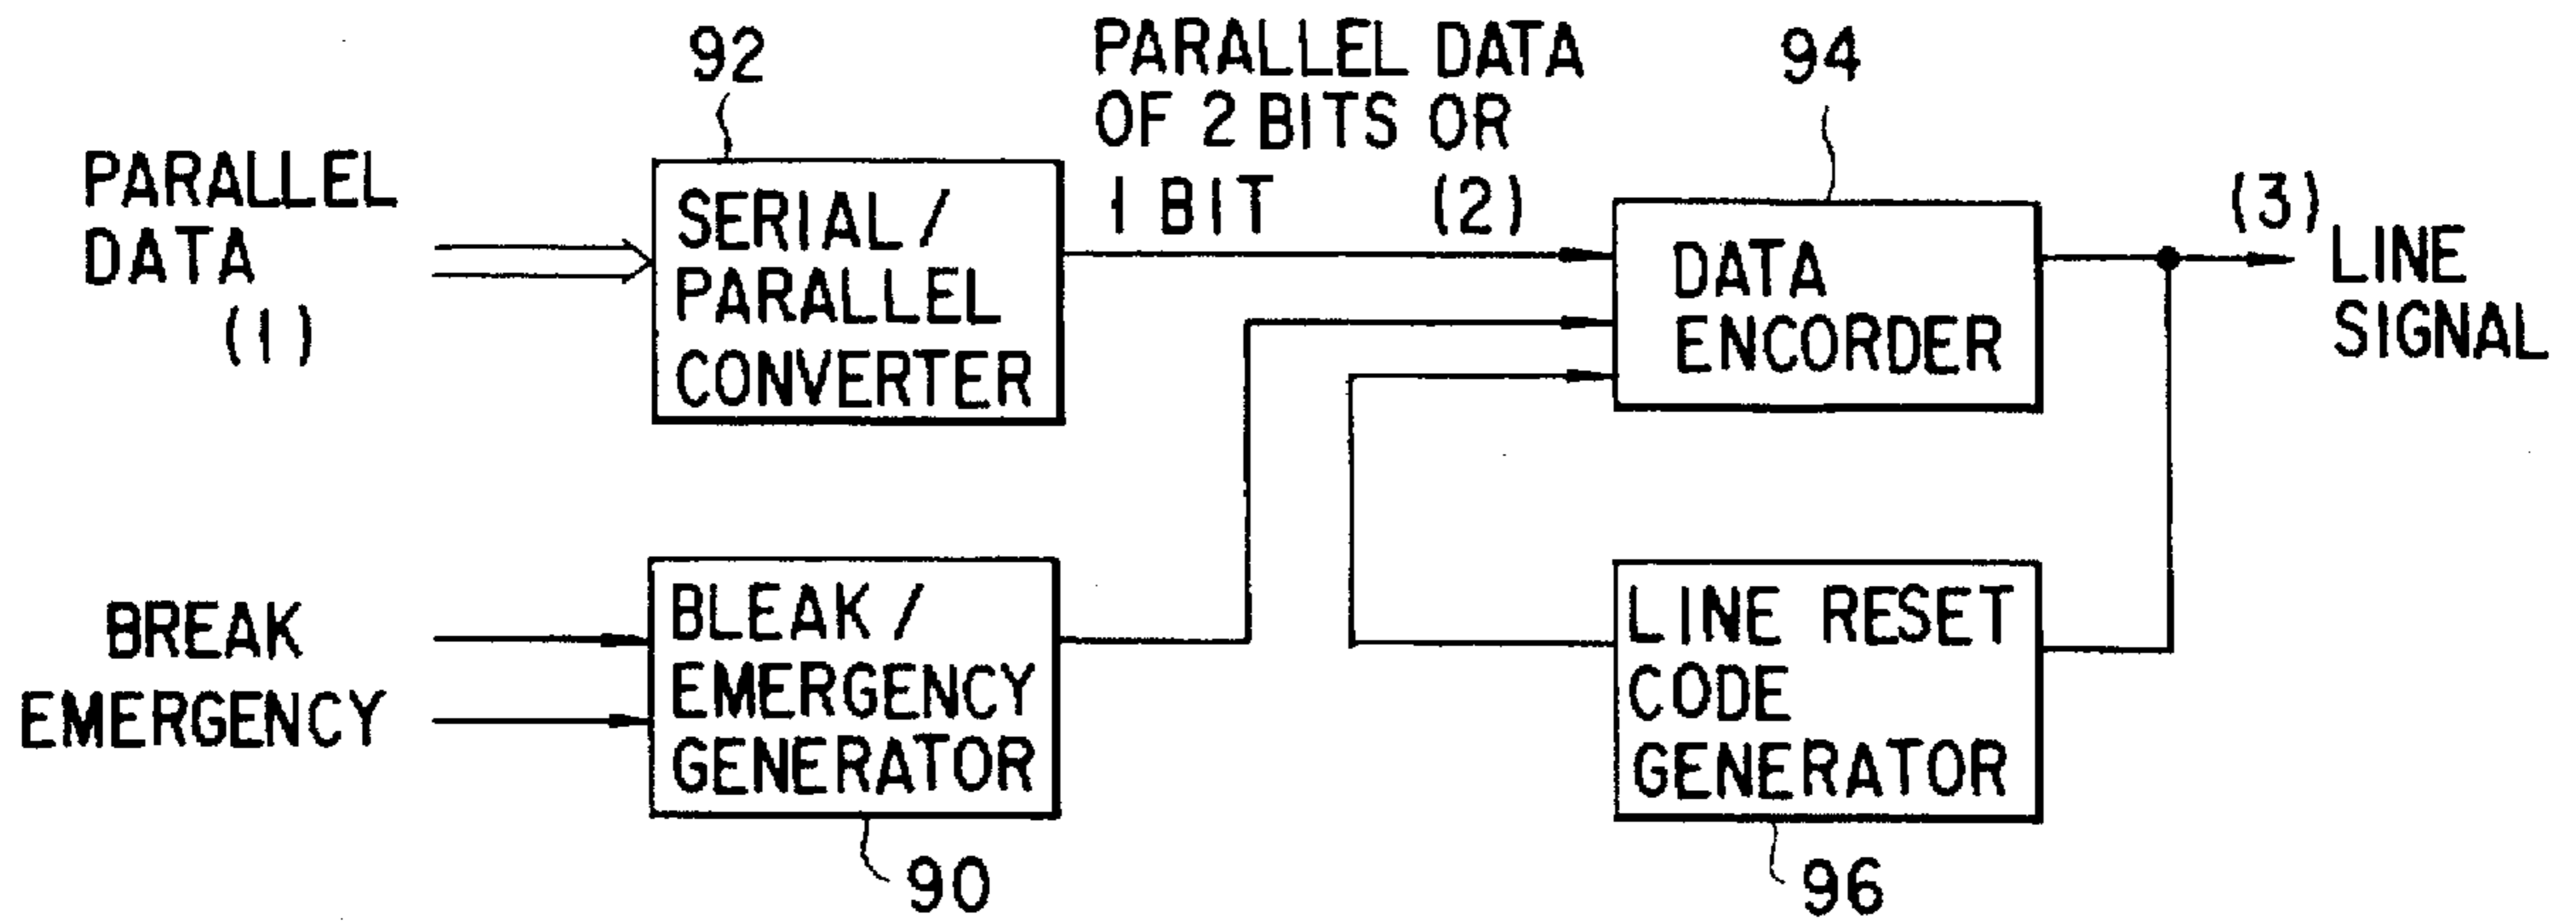 92
PARALLEL DATA
OF 2 BITS OR
1 BIT (2)
94
PARALLEL
DATA
(1)
SERIAL/
PARALLEL
CONVERTER
DATA
ENCORDER
(3)
LINE
SIGNAL
BREAK
EMERGENCY
BLEAK/
EMERGENCY
GENERATOR
90
LINE RESET
CODE
GENERATOR
96